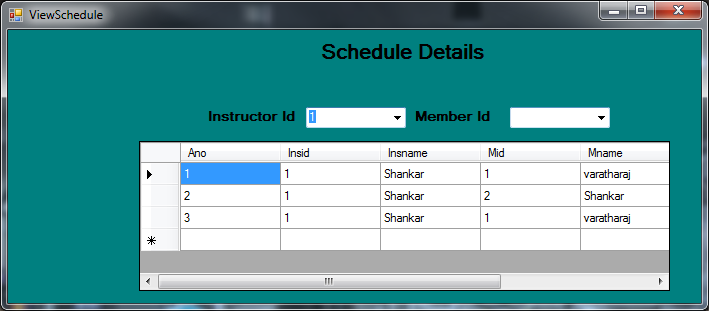 ViewSchedule
Schedule Details
Instructor Id 1 Member Id
Ano Insid Insname Mid Mname
1 1 Shankar 1 varatharaj
2 1 Shankar 2 Shankar
3 1 Shankar 1 varatharaj